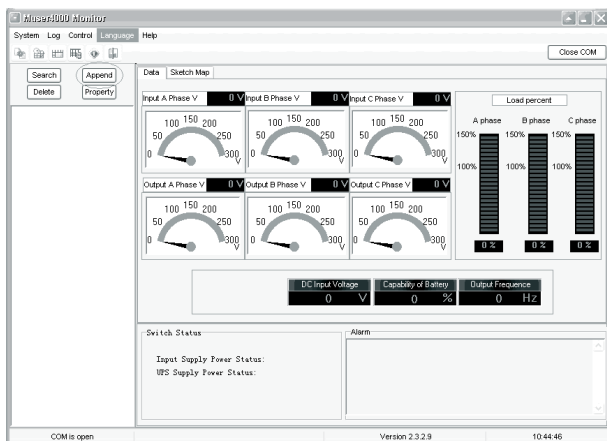 Muser4000 Monitor
System Log Control Language Help
Close COM
Search Append
Delete Property
Data Sketch Map
Input A Phase V 0 V Input B Phase V 0 V Input C Phase V 0 V
0 50 100 150 200 250 300 V
0 50 100 150 200 250 300 V
0 50 100 150 200 250 300 V
Output A Phase V 0 V Output B Phase V 0 V Output C Phase V 0 V
0 50 100 150 200 250 300 V
0 50 100 150 200 250 300 V
0 50 100 150 200 250 300 V
Load percent
A phase B phase C phase
150% 150% 150%
100% 100% 100%
0 % 0 % 0 %
DC Input Voltage Capability of Battery Output Frequence
0 V 0 % 0 Hz
Switch Status
Input Supply Power Status:
UPS Supply Power Status:
Alarm
COM is open Version 2.3.2.9 10:44:46